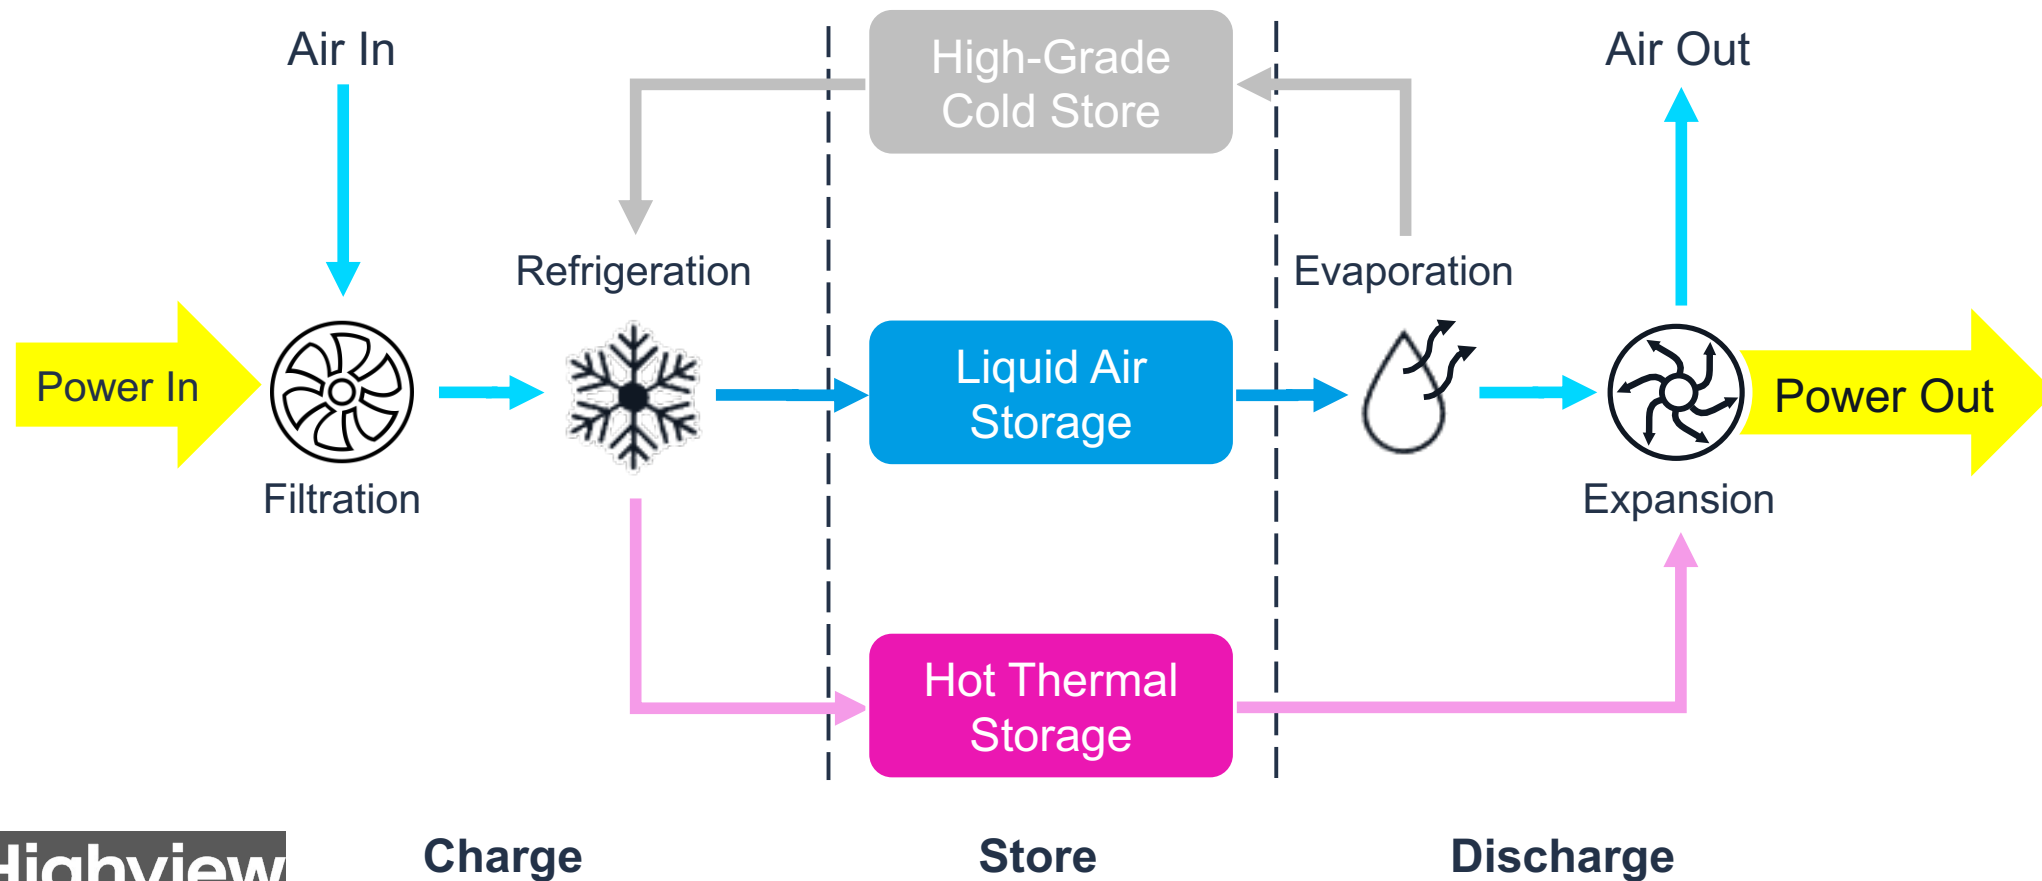 Air In
High-Grade
Cold Store
Air Out
Refrigeration
Evaporation
Power In
Liquid Air
Storage
Power Out
Filtration
Expansion
Hot Thermal
Storage
Highview
Charge
Store
Discharge